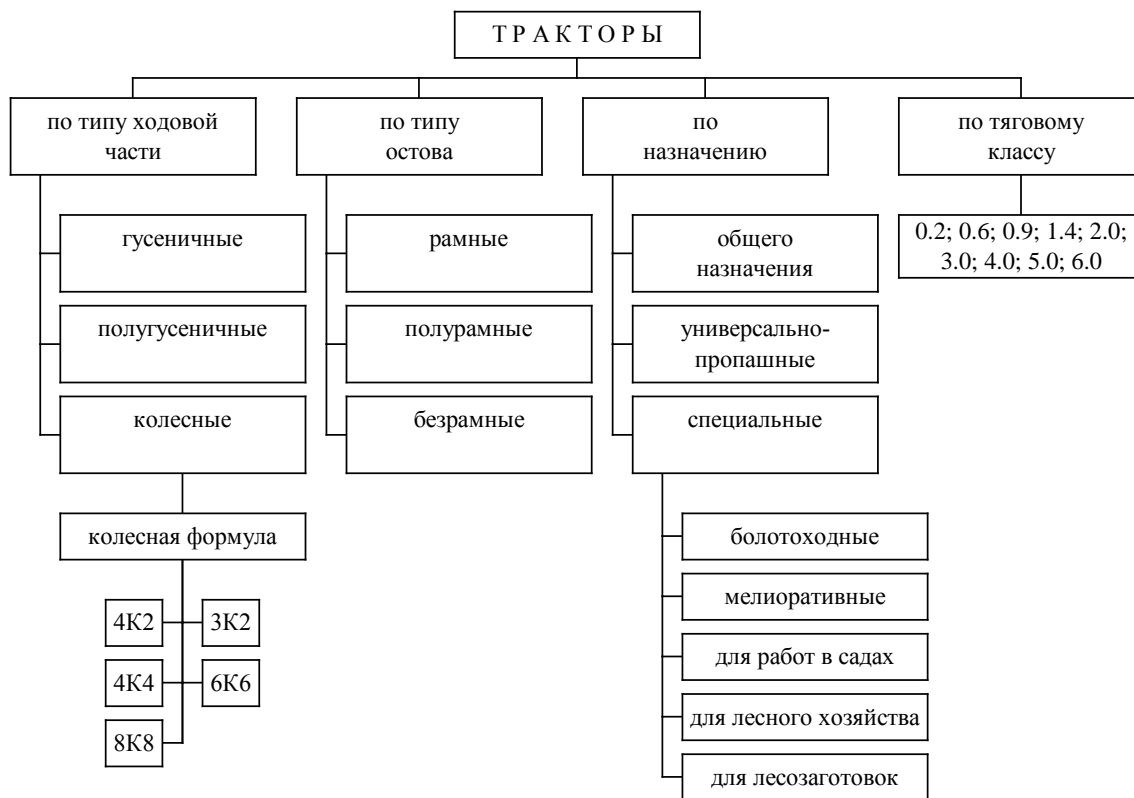 Т Р А К Т О Р Ы
по типу ходовой
части
по типу
остова
по
назначению
по тяговому
классу
гусеничные
рамные
общего
назначения
0.2; 0.6; 0.9; 1.4; 2.0;
3.0; 4.0; 5.0; 6.0
полугусеничные
полурамные
универсально-
пропашные
колесные
безрамные
специальные
колесная формула
болотоходные
4К2
3К2
мелиоративные
4К4
6К6
для работ в садах
8К8
для лесного хозяйства
для лесозаготовок